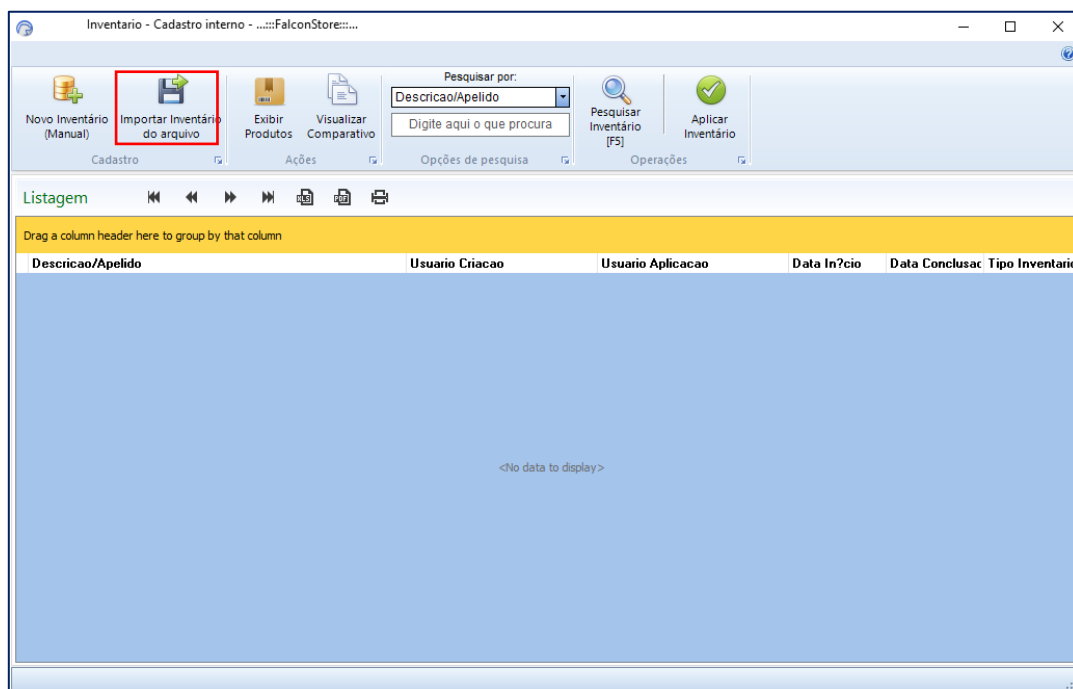 Inventario - Cadastro interno - ...:::FalconStore:::...
Novo Inventário
(Manual)
Importar Inventário
do arquivo
Cadastro
Exibir
Produtos
Visualizar
Comparativo
Ações
Pesquisar por:
Descricao/Apelido
Digite aqui o que procura
Opções de pesquisa
Pesquisar
Inventário
[F5]
Aplicar
Inventário
Operações
Listagem
XLS
PDF
Drag a column header here to group by that column
Descricao/Apelido
Usuario Criacao
Usuario Aplicacao
Data In?cio
Data Conclusac
Tipo Inventario
<No data to display>